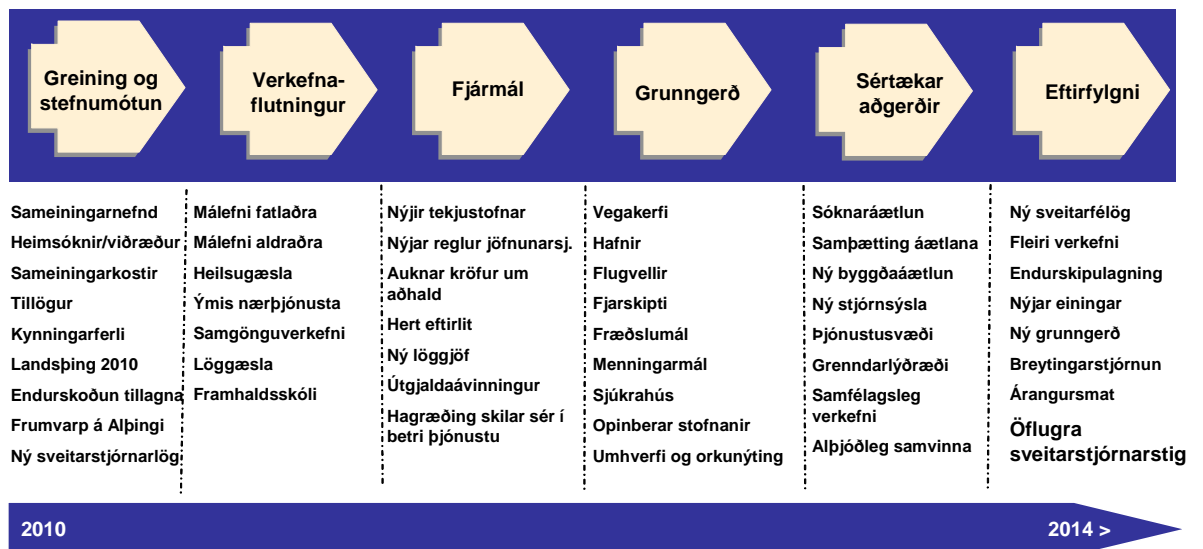 Greining og
stefnumótun
Verkefna-
flutningur
Fjármál
Grunngerð
Sértækar
aðgerðir
Eftirfylgni
Sameiningarnefnd
Heimsóknir/viðræður
Sameiningarkostir
Tillögur
Kynningarferli
Landsþing 2010
Endurskoðun tillagna
Frumvarp á Alþingi
Ný sveitarstjórnarlög
Málefni fatlaðra
Málefni aldraðra
Heilsugæsla
Ýmis nærþjónusta
Samgönguverkefni
Löggæsla
Framhaldsskóli
Nýjir tekjustofnar
Nýjar reglur jöfnunarsj.
Auknar kröfur um
aðhald
Hert eftirlit
Ný löggjöf
Útgjaldaávinningur
Hagræðing skilar sér í
betri þjónustu
Vegakerfi
Hafnir
Flugvellir
Fjarskipti
Fræðslumál
Menningarmál
Sjúkrahús
Opinberar stofnanir
Umhverfi og orkunýting
Sóknaráætlun
Samþætting áætlana
Ný byggðaáætlun
Ný stjórnsýsla
Þjónustusvæði
Grenndarlýðræði
Samfélagsleg
verkefni
Alþjóðleg samvinna
Ný sveitarfélög
Fleiri verkefni
Endurskipulagning
Nýjar einingar
Ný grunngerð
Breytingarstjórnun
Árangursmat
Öflugra
sveitarstjórnarstig
2010
2014 >